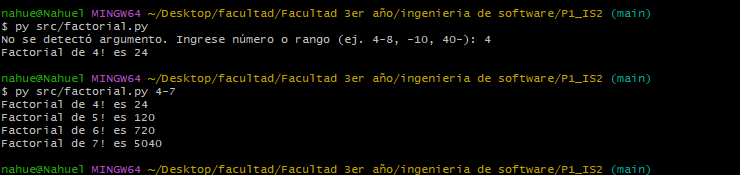 nahue@Nahuel MINGW64 ~/Desktop/facultad/Facultad 3er año/ingenieria de software/P1_IS2 (main)
$ py src/factorial.py
No se detectó argumento. Ingrese número o rango (ej. 4-8, -10, 40-): 4
Factorial de 4! es 24
nahue@Nahuel MINGW64 ~/Desktop/facultad/Facultad 3er año/ingenieria de software/P1_IS2 (main)
$ py src/factorial.py 4-7
Factorial de 4! es 24
Factorial de 5! es 120
Factorial de 6! es 720
Factorial de 7! es 5040
nahue@Nahuel MINGW64 ~/Desktop/facultad/Facultad 3er año/ingenieria de software/P1_IS2 (main)